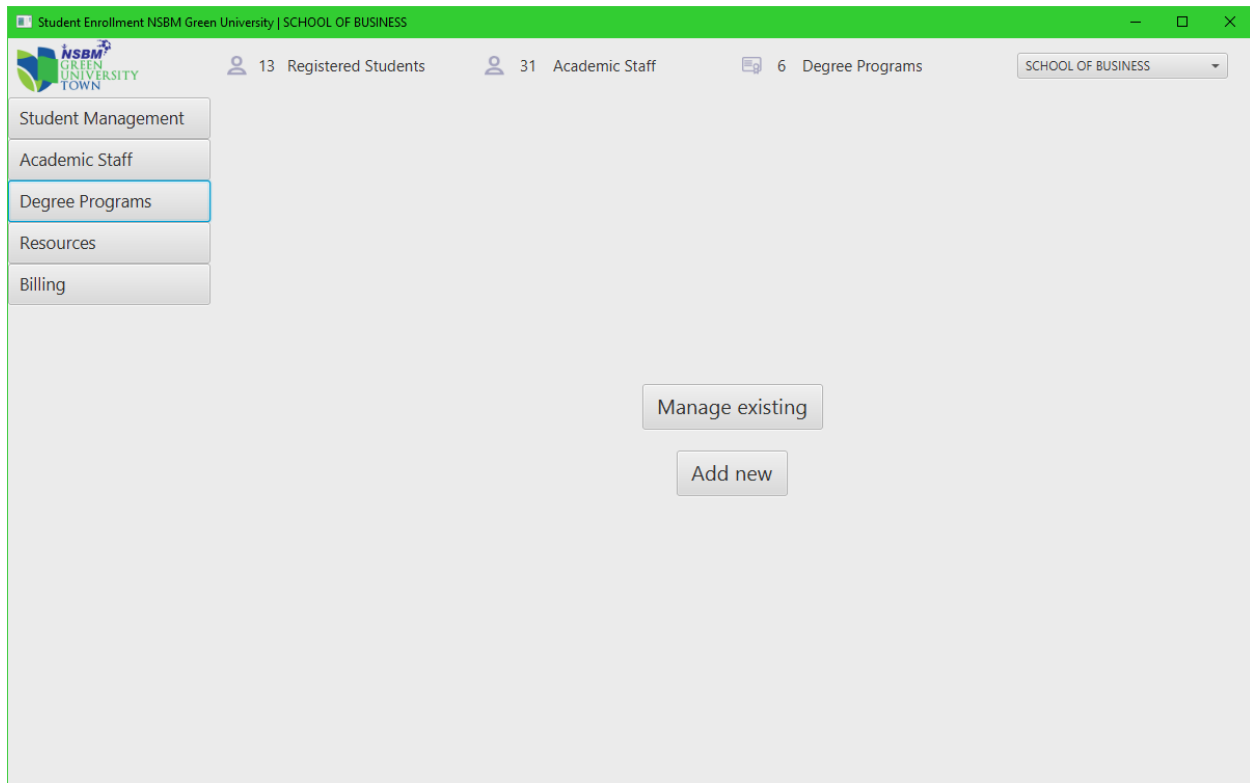 Student Enrollment NSBM Green University | SCHOOL OF BUSINESS
NSBM
GREEN
UNIVERSITY
TOWN
13 Registered Students
31 Academic Staff
6 Degree Programs
SCHOOL OF BUSINESS
Student Management
Academic Staff
Degree Programs
Resources
Billing
Manage existing
Add new